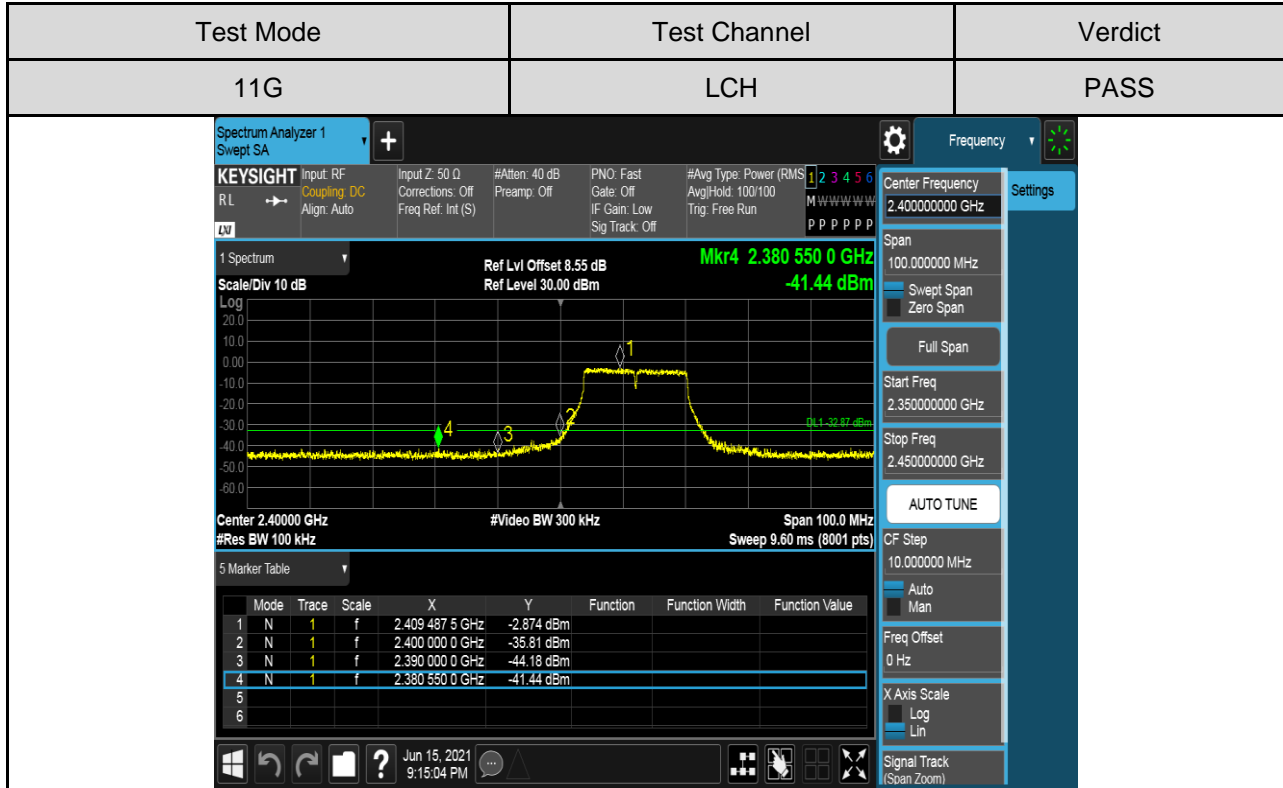 Test Mode Test Channel Verdict
11G LCH PASS
Spectrum Analyzer 1
Swept SA
+
Frequency
KEYSIGHT
RL
LXI
Input: RF
Coupling: DC
Align: Auto
Input Z: 50 Ω
Corrections: Off
Freq Ref: Int (S)
#Atten: 40 dB
Preamp: Off
PNO: Fast
Gate: Off
IF Gain: Low
Sig Track: Off
#Avg Type: Power (RMS
Avg|Hold: 100/100
Trig: Free Run
1 2 3 4 5 6
M W W W W W
P P P P P P
1 Spectrum
Scale/Div 10 dB
Ref Lvl Offset 8.55 dB
Ref Level 30.00 dBm
Mkr4 2.380 550 0 GHz
-41.44 dBm
Log
20.0
10.0
0.00
-10.0
-20.0
-30.0
-40.0
-50.0
-60.0
1
2
3
4
DL1 -32.87 dBm
Center 2.40000 GHz #Video BW 300 kHz Span 100.0 MHz
#Res BW 100 kHz Sweep 9.60 ms (8001 pts)
5 Marker Table
Mode Trace Scale X Y Function Function Width Function Value
1 N 1 f 2.409 487 5 GHz -2.874 dBm
2 N 1 f 2.400 000 0 GHz -35.81 dBm
3 N 1 f 2.390 000 0 GHz -44.18 dBm
4 N 1 f 2.380 550 0 GHz -41.44 dBm
5
6
?
Jun 15, 2021
9:15:04 PM
Center Frequency
2.400000000 GHz
Settings
Span
100.000000 MHz
Swept Span
Zero Span
Full Span
Start Freq
2.350000000 GHz
Stop Freq
2.450000000 GHz
AUTO TUNE
CF Step
10.000000 MHz
Auto
Man
Freq Offset
0 Hz
X Axis Scale
Log
Lin
Signal Track
(Span Zoom)